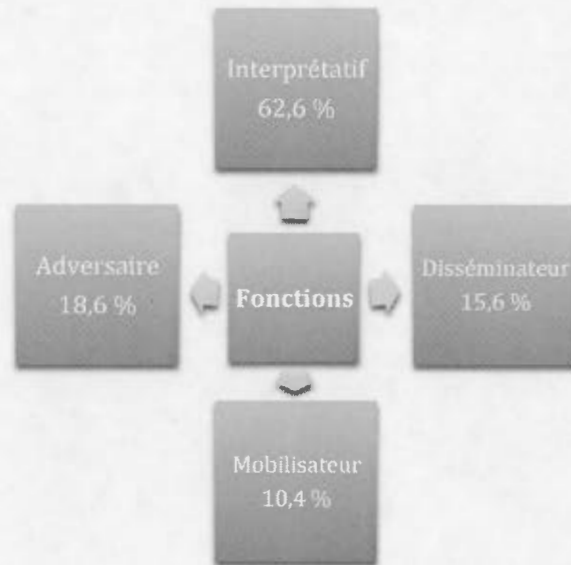 Interprétatif
62,6 %
Adversaire
18,6 %
Fonctions
Disséminateur
15,6 %
Mobilisateur
10,4 %